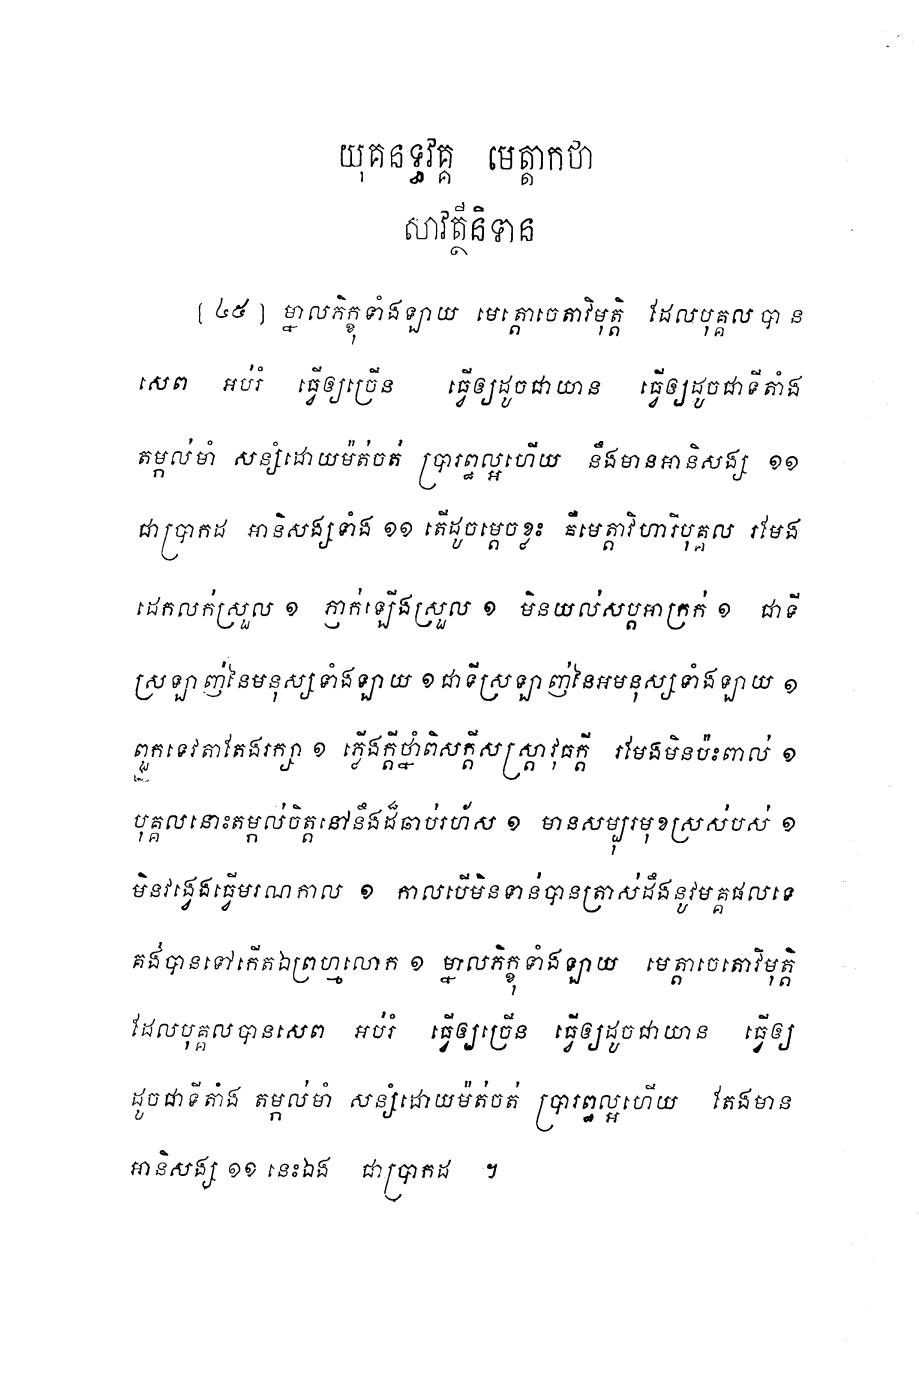 យុគនទ្ធវគ្គ មេត្តាកថា
សាវត្ថីនិទាន
[ ៤៥ ] ម្នាលភិក្ខុទាំងឡាយ មេត្តាចេតោវិមុត្តិ ដែលបុគ្គលបាន
សេព អប់រំ ធ្វើឲ្យច្រើន ធ្វើឲ្យដូចជាយាន ធ្វើឲ្យដូចជាទីតាំង
តម្កល់មាំ សន្សំដោយម៉ត់ចត់ ប្រារព្ធល្អហើយ នឹងមានអានិសង្ស ១១
ជាប្រាកដ អានិសង្សទាំង ១១ តើដូចម្តេចខ្លះ គឺមេត្តាវិហារីបុគ្គល រមែង
ដេកលក់ស្រួល ១ ភ្ញាក់ឡើងស្រួល ១ មិនយល់សប្តអាក្រក់ ១ ជាទី
ស្រឡាញ់នៃមនុស្សទាំងឡាយ ១ ជាទីស្រឡាញ់នៃអមនុស្សទាំងឡាយ ១
ពួកទេវតាតែងរក្សា ១ ភ្លើងក្តីថ្នាំពិសក្តីសស្ត្រាវុធក្តី រមែងមិនប៉ះពាល់ ១
បុគ្គលនោះតម្កល់ចិត្តនៅនឹងដ៏ឆាប់រហ័ស ១ មានសម្បុរមុខស្រស់បស់ ១
មិនវង្វេងធ្វើមរណកាល ១ កាលបើមិនទាន់បានត្រាស់ដឹងនូវមគ្គផលទេ
គង់បានទៅកើតឯព្រហ្មលោក ១ ម្នាលភិក្ខុទាំងឡាយ មេត្តាចេតោវិមុត្តិ
ដែលបុគ្គលបានសេព អប់រំ ធ្វើឲ្យច្រើន ធ្វើឲ្យដូចជាយាន ធ្វើឲ្យ
ដូចជាទីតាំង តម្កល់មាំ សន្សំដោយម៉ត់ចត់ ប្រារព្ធល្អហើយ តែងមាន
អានិសង្ស ១១ នេះឯង ជាប្រាកដ ។